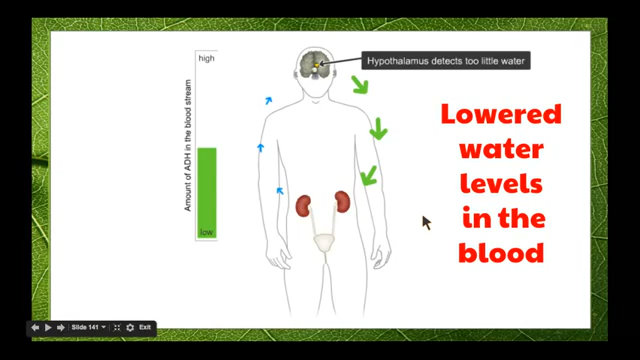 high
Hypothalamus detects too little water
Amount of ADH in the blood stream
low
Lowered
water
levels
in the
blood
Slide 141
Exit